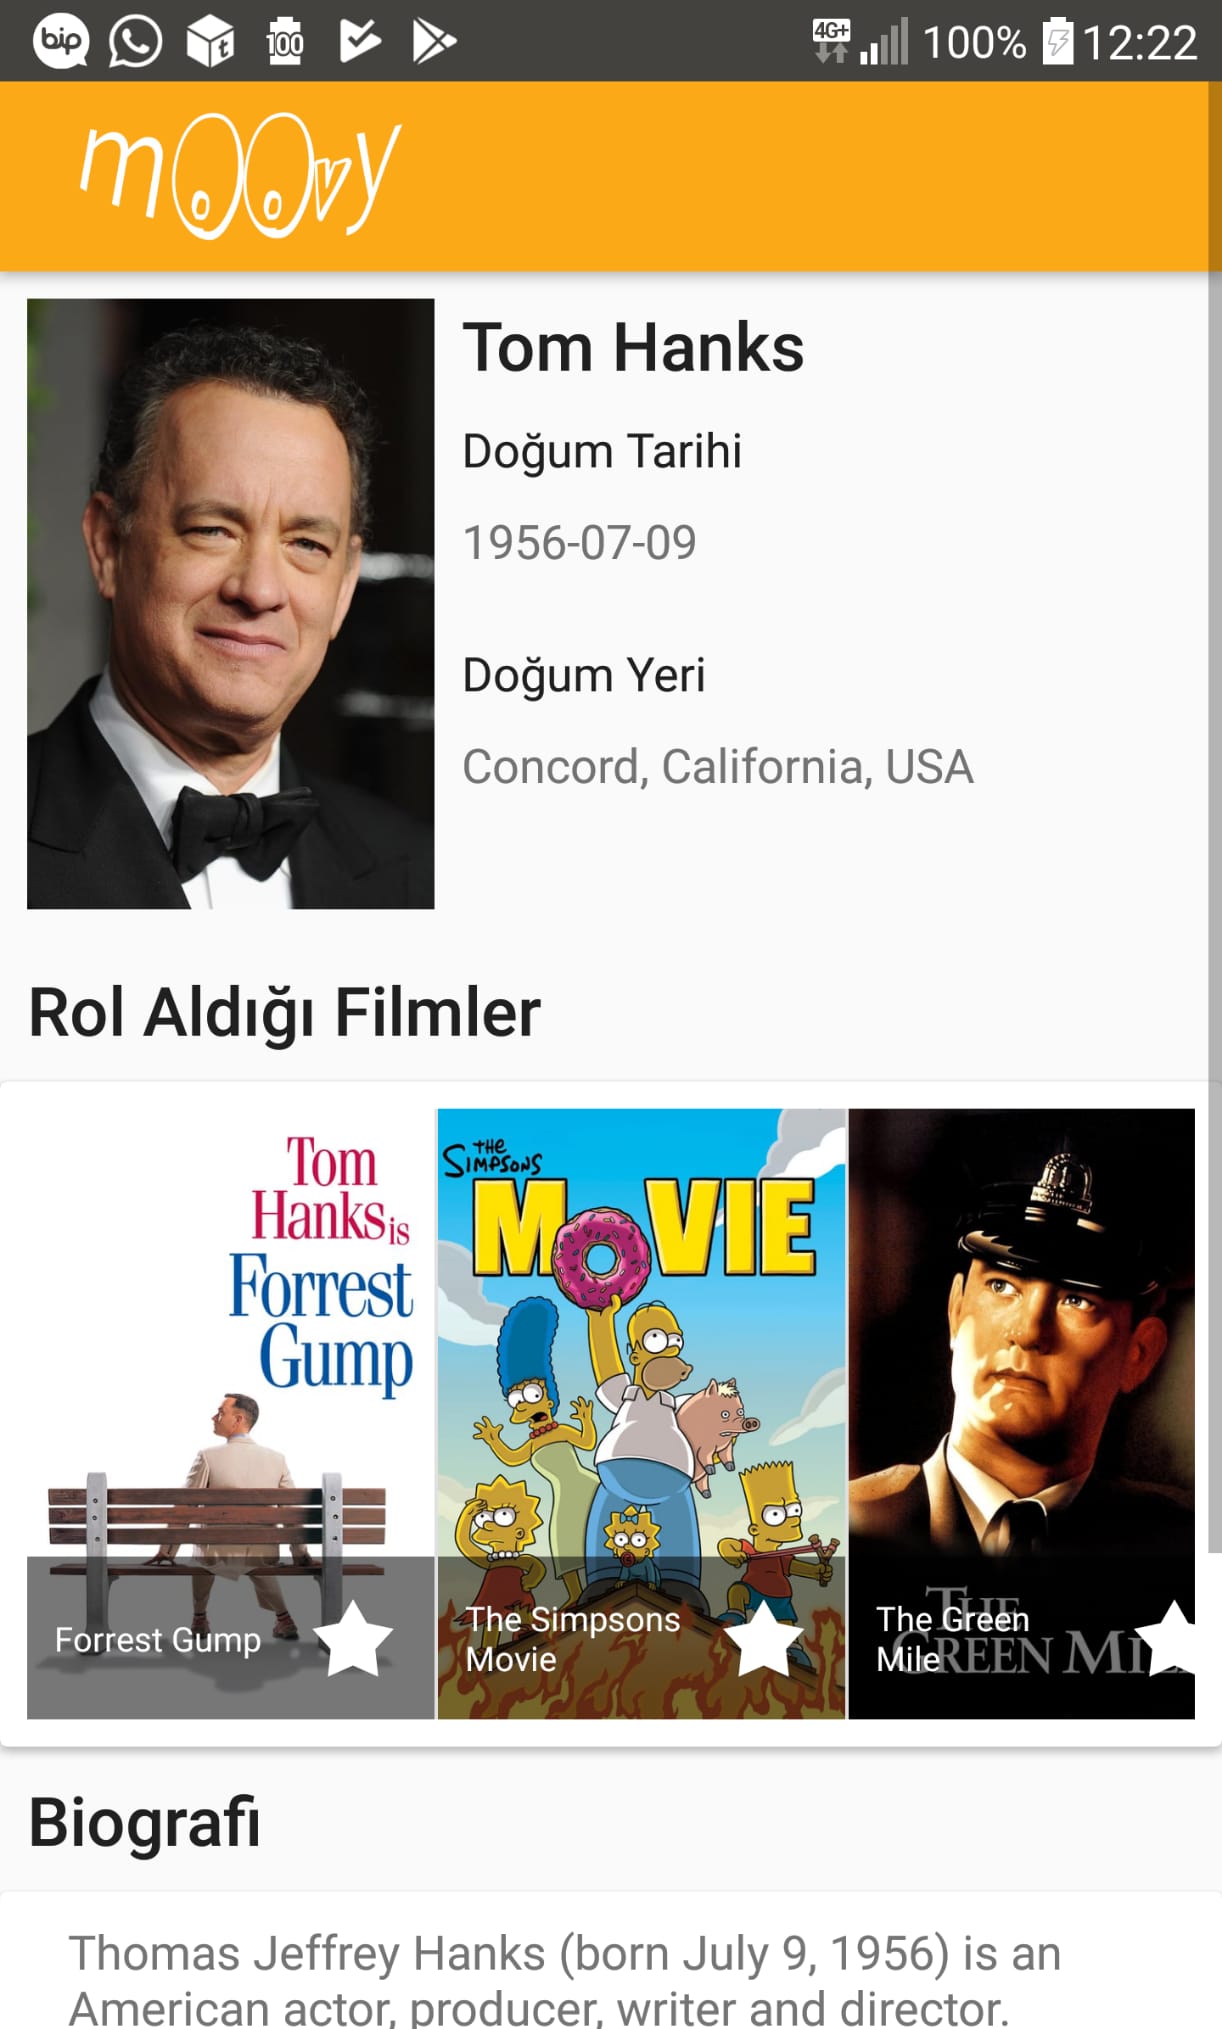 bip
t
100
4G+
100%
12:22
mOOvy
Tom Hanks
Doğum Tarihi
1956-07-09
Doğum Yeri
Concord, California, USA
Rol Aldığı Filmler
Tom
Hanks is
Forrest
Gump
Forrest Gump
THE
SIMPSONS
MOVIE
The Simpsons
Movie
THE
GREEN MI
The Green
Mile
Biografi
Thomas Jeffrey Hanks (born July 9, 1956) is an
American actor, producer, writer and director.